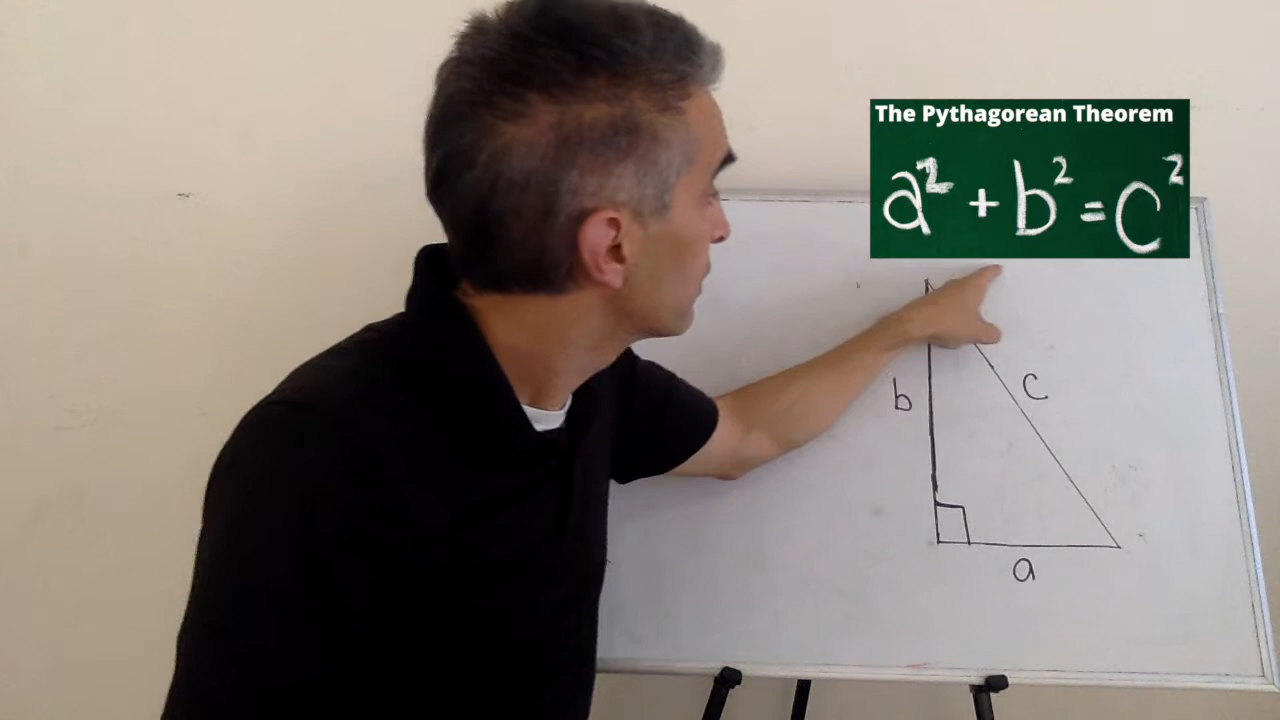 The Pythagorean Theorem
a² + b² = c²
b
c
a